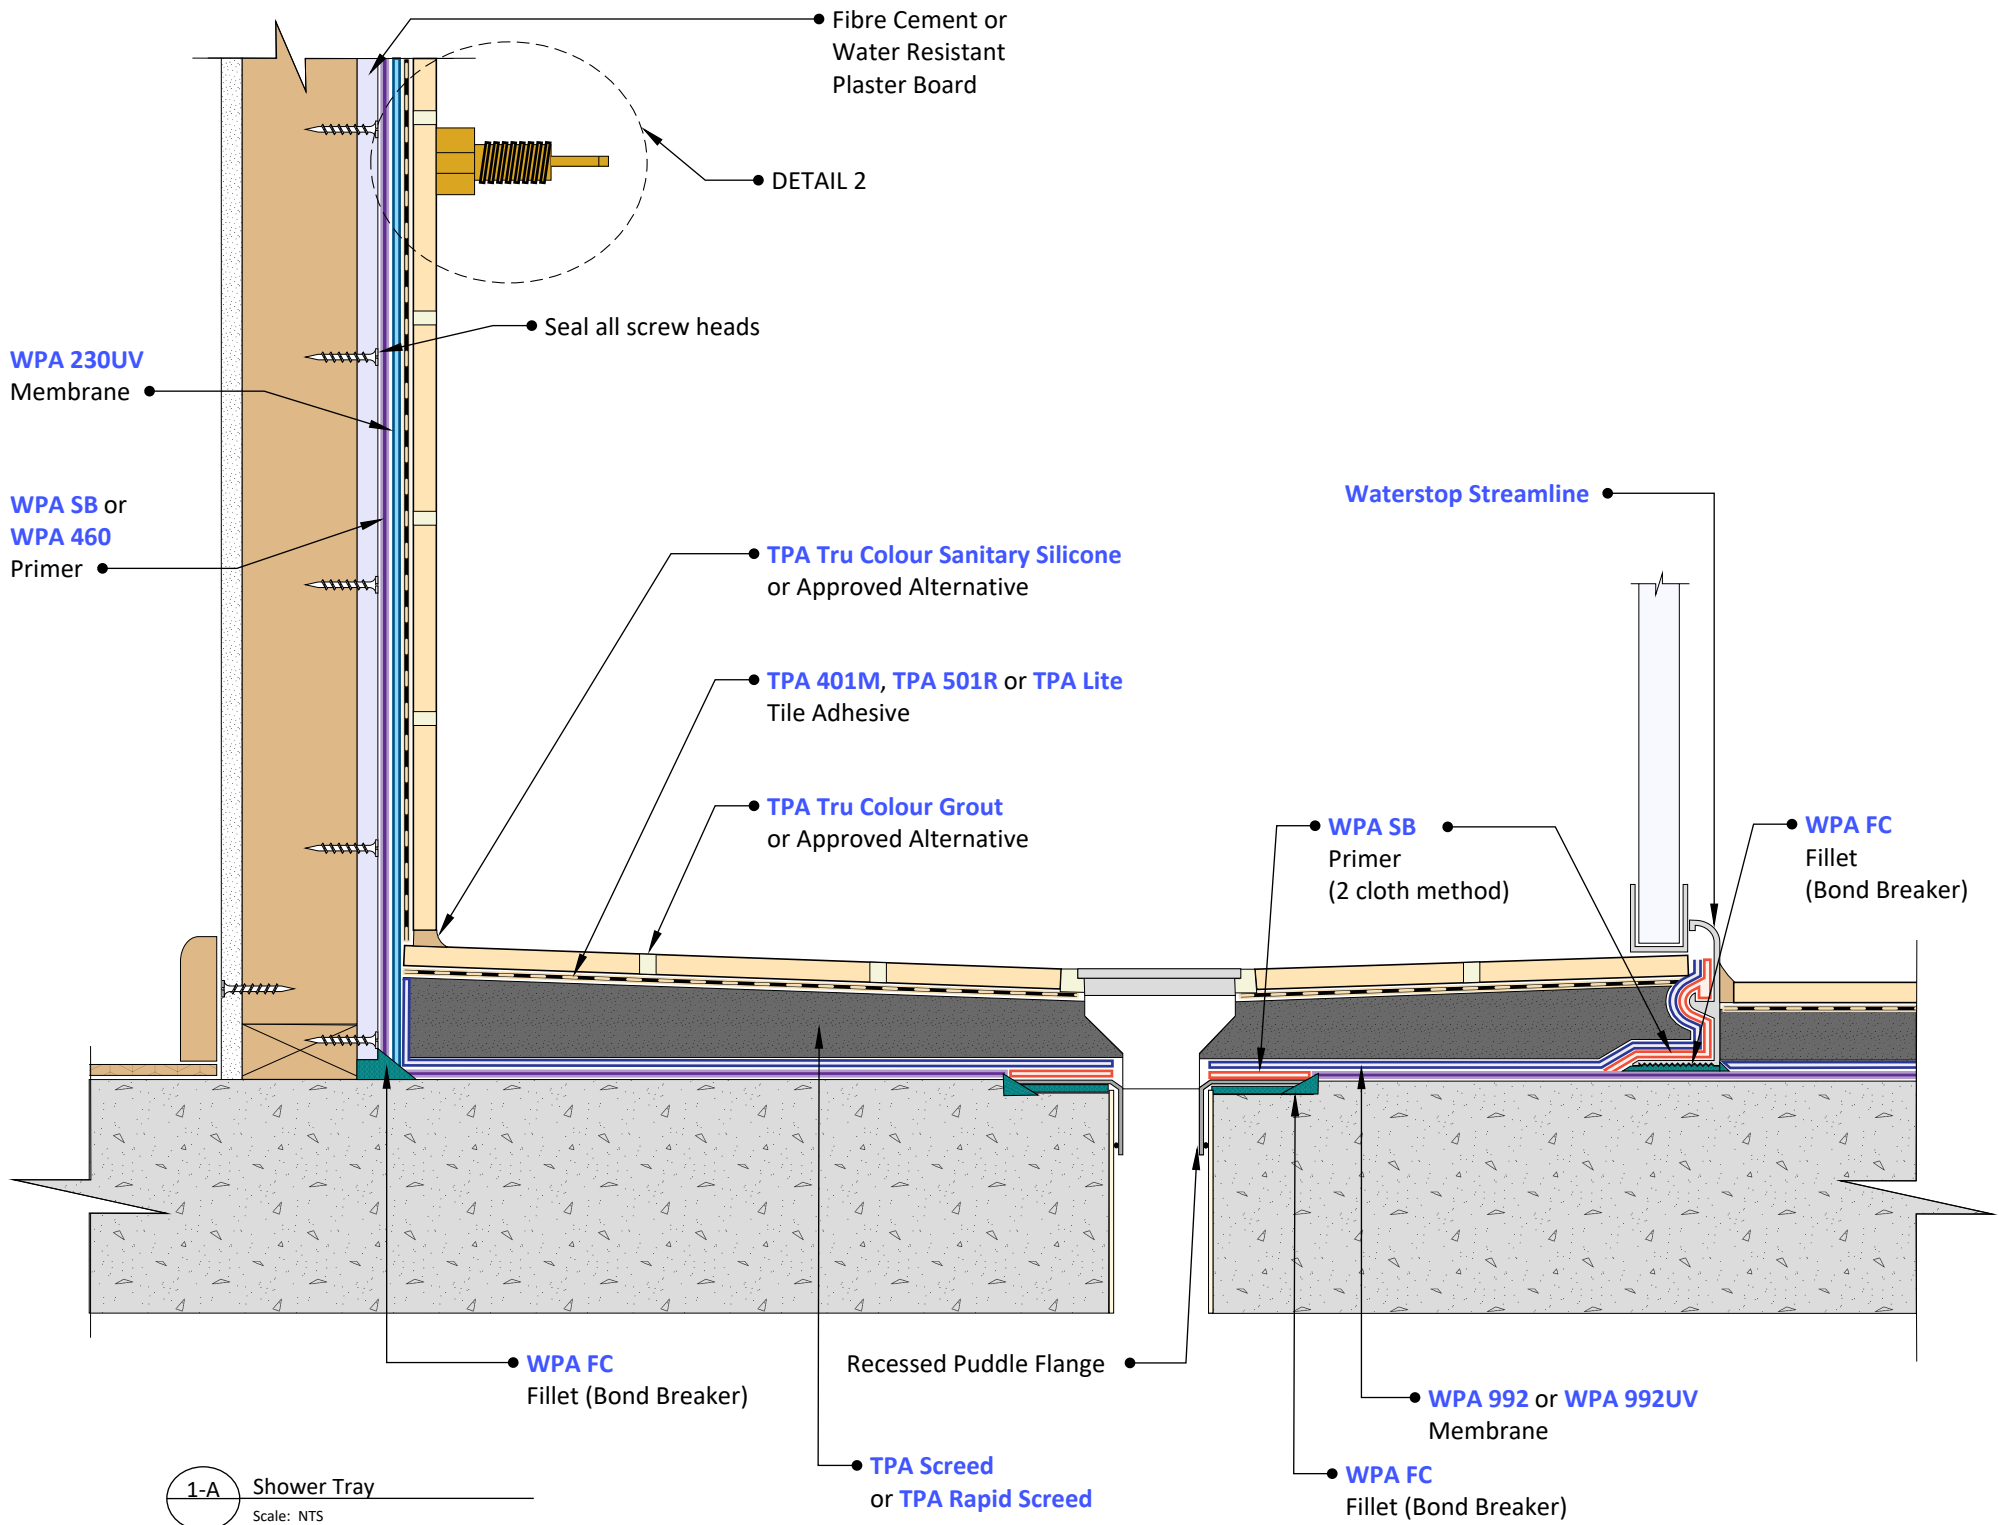 Fibre Cement or
Water Resistant
Plaster Board
DETAIL 2
Seal all screw heads
WPA 230UV
Membrane
WPA SB or
WPA 460
Primer
Waterstop Streamline
TPA Tru Colour Sanitary Silicone
or Approved Alternative
TPA 401M, TPA 501R or TPA Lite
Tile Adhesive
TPA Tru Colour Grout
or Approved Alternative
WPA SB
Primer
(2 cloth method)
WPA FC
Fillet
(Bond Breaker)
WPA FC
Fillet (Bond Breaker)
Recessed Puddle Flange
WPA 992 or WPA 992UV
Membrane
TPA Screed
or TPA Rapid Screed
WPA FC
Fillet (Bond Breaker)
1-A
Shower Tray
Scale: NTS